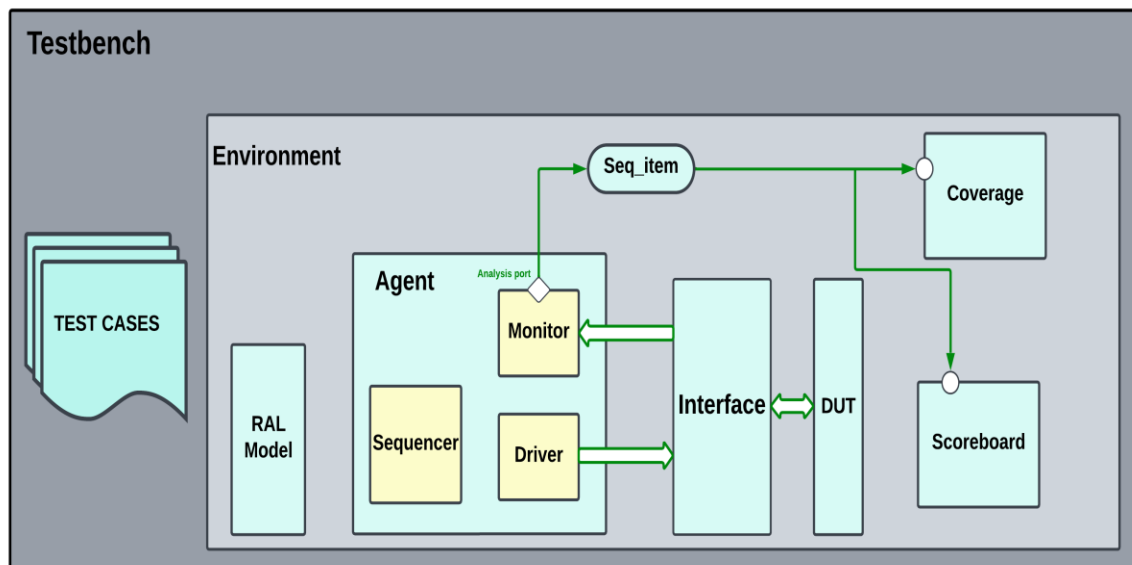 Testbench
Environment
Seq_item
Coverage
Analysis port
Agent
TEST CASES
Monitor
Interface
DUT
RAL
Model
Sequencer
Driver
Scoreboard